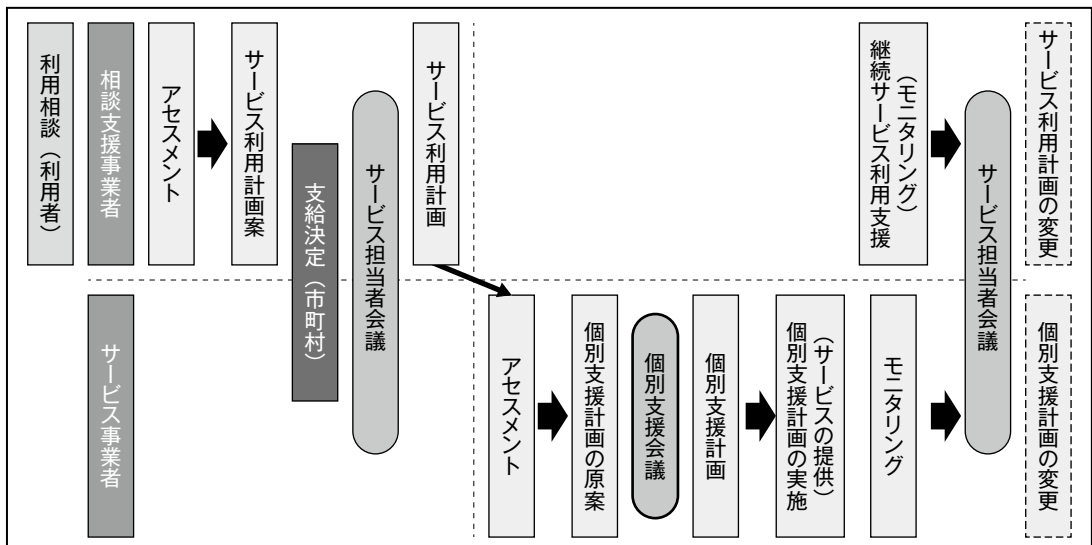 利用相談（利用者）
相談支援事業者
アセスメント
サービス利用計画案
支給決定（市町村）
サービス担当者会議
サービス利用計画
継続サービス利用支援
（モニタリング）
サービス担当者会議
サービス利用計画の変更
サービス事業者
アセスメント
個別支援計画の原案
個別支援会議
個別支援計画
個別支援計画の実施
（サービスの提供）
モニタリング
個別支援計画の変更